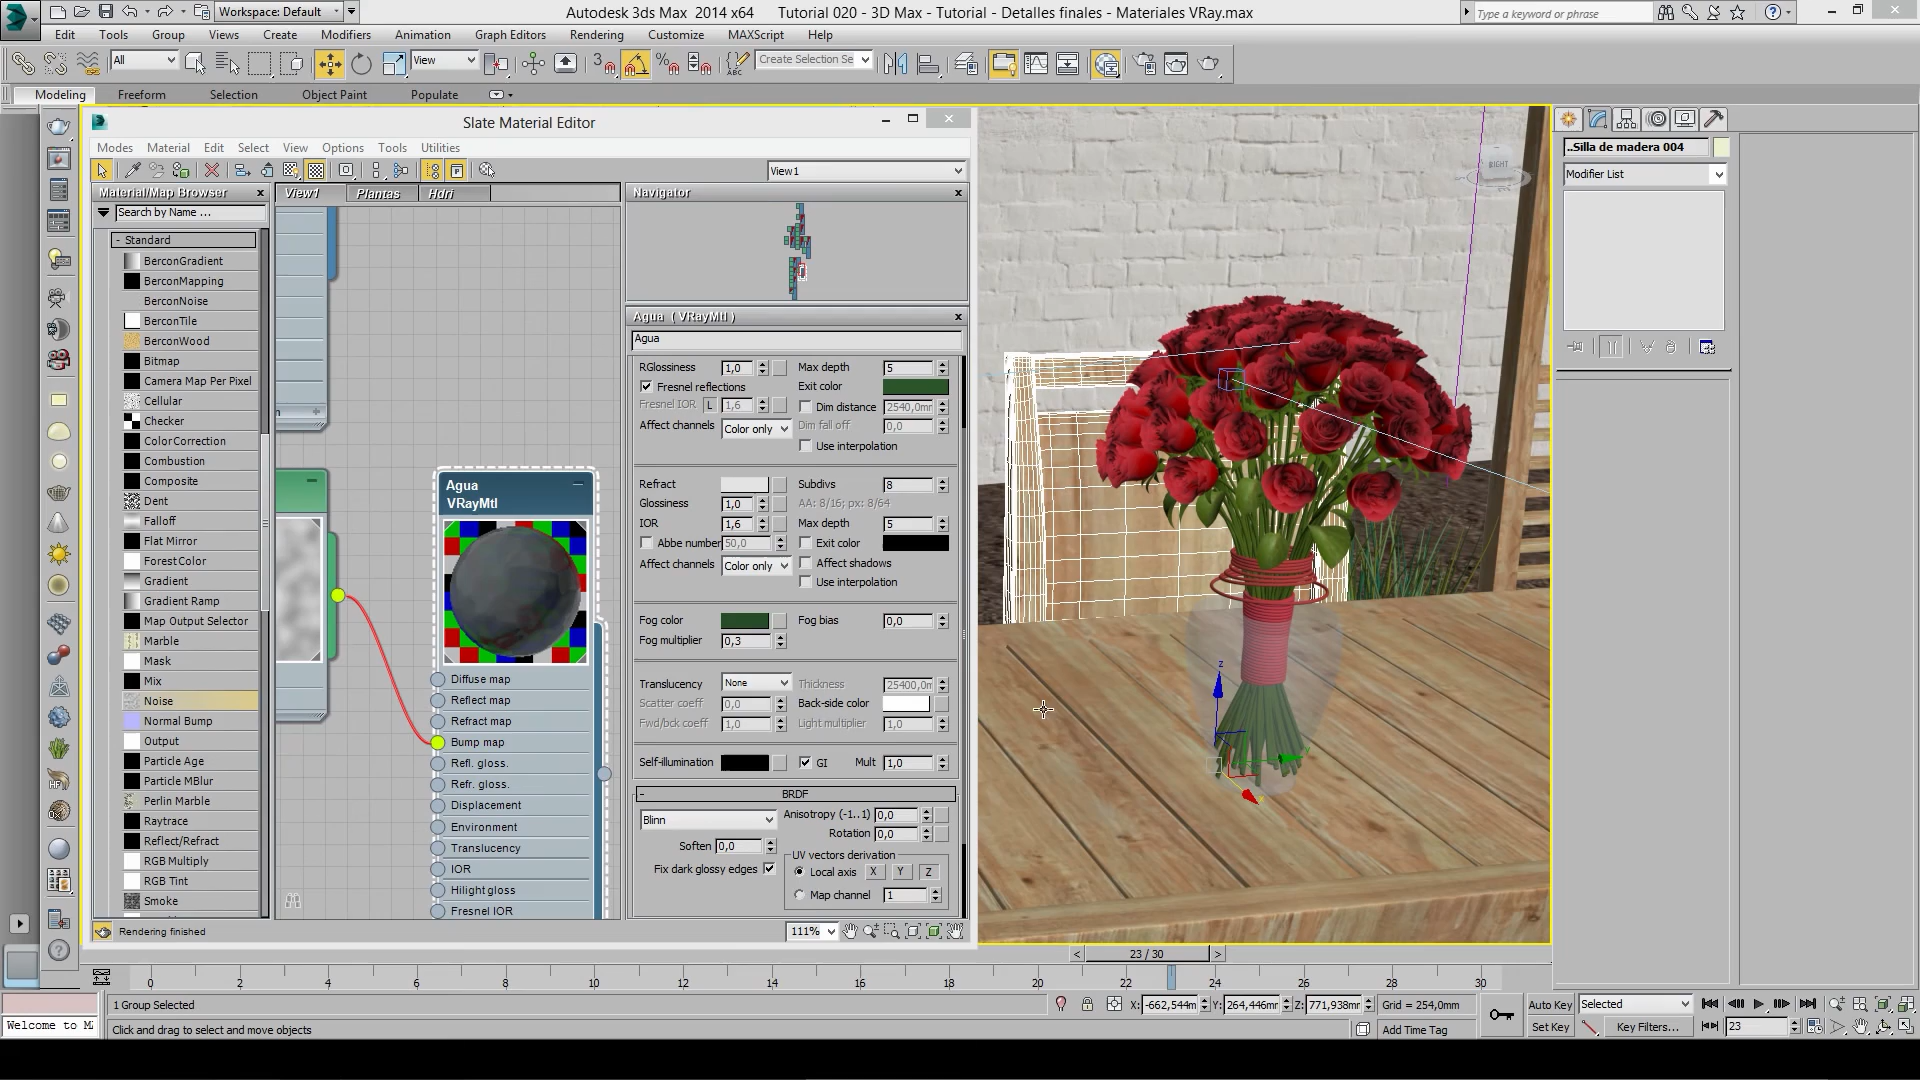 Workspace: Default
Autodesk 3ds Max  2014 x64
Tutorial 020 - 3D Max - Tutorial - Detalles finales - Materiales VRay.max
Type a keyword or phrase
Edit
Tools
Group
Views
Create
Modifiers
Animation
Graph Editors
Rendering
Customize
MAXScript
Help
All
View
Create Selection Se
Modeling
Freeform
Selection
Object Paint
Populate
Slate Material Editor
Modes
Material
Edit
Select
View
Options
Tools
Utilities
View1
Material/Map Browser
Search by Name ...
- Standard
BerconGradient
BerconMapping
BerconNoise
BerconTile
BerconWood
Bitmap
Camera Map Per Pixel
Cellular
Checker
ColorCorrection
Combustion
Composite
Dent
Falloff
Flat Mirror
ForestColor
Gradient
Gradient Ramp
Map Output Selector
Marble
Mask
Mix
Noise
Normal Bump
Output
Particle Age
Particle MBlur
Perlin Marble
Raytrace
Reflect/Refract
RGB Multiply
RGB Tint
Smoke
Rendering finished
View1
Plantas
Hdri
Agua
VRayMtl
Diffuse map
Reflect map
Refract map
Bump map
Refl. gloss.
Refr. gloss.
Displacement
Environment
Translucency
IOR
Hilight gloss
Fresnel IOR
Navigator
Agua  ( VRayMtl )
Agua
RGlossiness 1,0
Max depth 5
Fresnel reflections
Exit color
Fresnel IOR L 1,6
Dim distance 2540,0mr
Affect channels Color only
Dim fall off 0,0
Use interpolation
Refract
Subdivs 8
Glossiness 1,0
AA: 8/16; px: 8/64
IOR 1,6
Max depth 5
Abbe number 50,0
Exit color
Affect channels Color only
Affect shadows
Use interpolation
Fog color
Fog bias 0,0
Fog multiplier 0,3
Translucency None
Thickness 25400,0n
Scatter coeff 0,0
Back-side color
Fwd/bck coeff 1,0
Light multiplier 1,0
Self-illumination
GI
Mult 1,0
- BRDF
Blinn
Anisotropy (-1..1) 0,0
Rotation 0,0
Soften 0,0
UV vectors derivation
Fix dark glossy edges
Local axis X Y Z
Map channel 1
111%
RIGHT
z
..Silla de madera 004
Modifier List
< 23 / 30 >
0 2 4 6 8 10 12 14 16 18 20 22 24 26 28 30
1 Group Selected
X: -662,544m
Y: 264,446mm
Z: 771,938mm
Grid = 254,0mm
Auto Key
Selected
Welcome to M
Click and drag to select and move objects
Add Time Tag
Set Key
Key Filters...
23